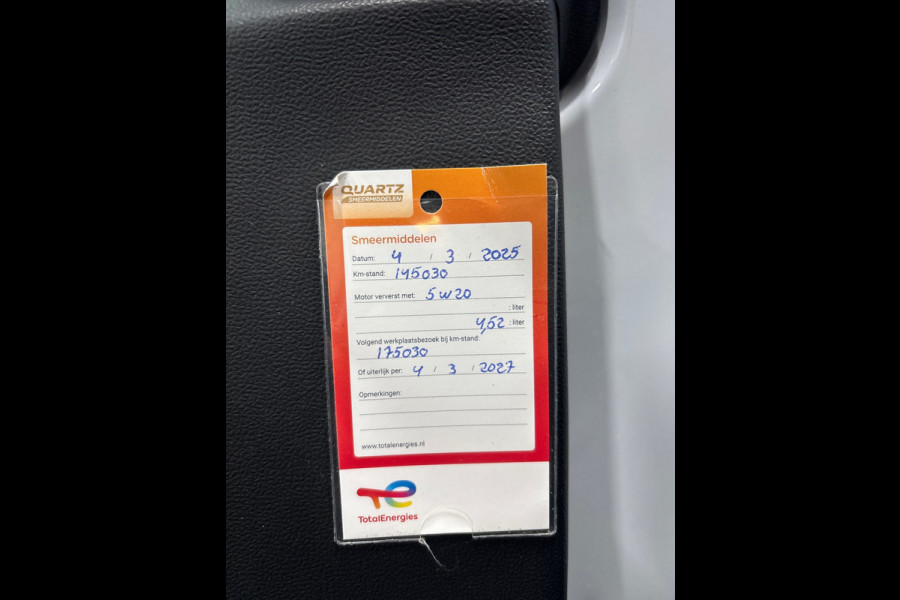 QUARTZ
SMEERMIDDELEN
Smeermiddelen
Datum: 4 / 3 / 2025
Km-stand: 145030
Motor ververst met: 5W20
: liter
4,52 : liter
Volgend werkplaatsbezoek bij km-stand:
175030
Of uiterlijk per: 4 / 3 / 2027
Opmerkingen:
www.totalenergies.nl
TotalEnergies